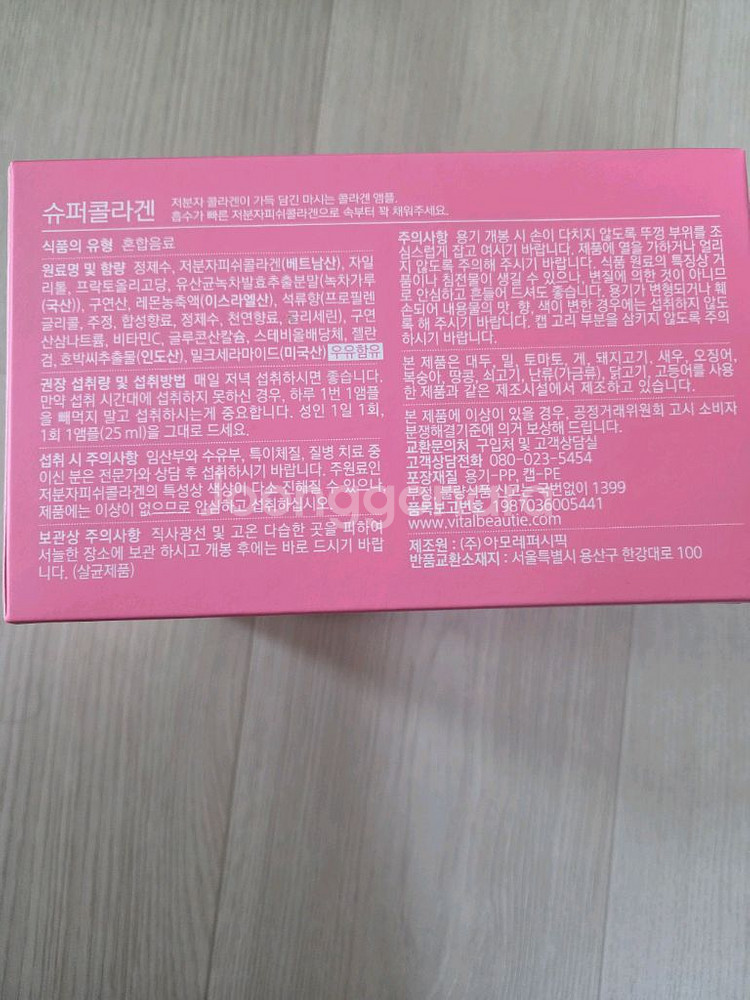 슈퍼콜라겐
저분자 콜라겐이 가득 담긴 마시는 콜라겐 앰플.
흡수가 빠른 저분자피쉬콜라겐으로 속부터 꽉 채워주세요.
식품의 유형 혼합음료
원료명 및 함량 정제수, 저분자피쉬콜라겐(베트남산), 자일
리톨, 프락토올리고당, 유산균녹차발효추출분말(녹차가루
(국산)), 구연산, 레몬농축액(이스라엘산), 석류향(프로필렌
글리콜, 주정, 합성향료, 정제수, 천연향료, 글리세린), 구연
산삼나트륨, 비타민C, 글루콘산칼슘, 스테비올배당체, 젤란
검, 호박씨추출물(인도산), 밀크세라마이드(미국산) 우유함유
권장 섭취량 및 섭취방법 매일 저녁 섭취하시면 좋습니다.
만약 섭취 시간대에 섭취하지 못하신 경우, 하루 1번 1앰플
을 빼먹지 말고 섭취하시는게 중요합니다. 성인 1일 1회,
1회 1앰플(25 ml)을 그대로 드세요.
섭취 시 주의사항 임산부와 수유부, 특이체질, 질병 치료 중
이신 분은 전문가와 상담 후 섭취하시기 바랍니다. 주원료인
저분자피쉬콜라겐의 특성상 색상이 다소 진해질 수 있으나
제품에는 이상이 없으므로 안심하고 섭취하십시오.
보관상 주의사항 직사광선 및 고온 다습한 곳을 피하여
서늘한 장소에 보관 하시고 개봉 후에는 바로 드시기 바랍
니다. (살균제품)
주의사항 용기 개봉 시 손이 다치지 않도록 뚜껑 부위를 조
심스럽게 잡고 여시기 바랍니다. 제품에 열을 가하거나 얼리
지 않도록 주의해 주시기 바랍니다. 식품 원료의 특징상 거
품이나 침전물이 생길 수 있으나, 변질에 의한 것이 아니므
로 안심하고 흔들어 드셔도 좋습니다. 용기가 변형되거나 훼
손되어 내용물의 맛, 향, 색이 변한 경우에는 섭취하지 않도
록 해 주시기 바랍니다. 캡 고리 부분을 삼키지 않도록 주의
하시기 바랍니다.
본 제품은 대두, 밀, 토마토, 게, 돼지고기, 새우, 오징어,
복숭아, 땅콩, 쇠고기, 난류(가금류), 닭고기, 고등어를 사용
한 제품과 같은 제조시설에서 제조하고 있습니다.
본 제품에 이상이 있을 경우, 공정거래위원회 고시 소비자
분쟁해결기준에 의거 보상해 드립니다.
교환문의처 구입처 및 고객상담실
고객상담전화 080-023-5454
포장재질 용기-PP, 캡-PE
부정·불량식품 신고는 국번없이 1399
품목보고번호 1987036005441
www.vitalbeautie.com
제조원 : (주) 아모레퍼시픽
반품교환소재지 : 서울특별시 용산구 한강대로 100
joonggonara